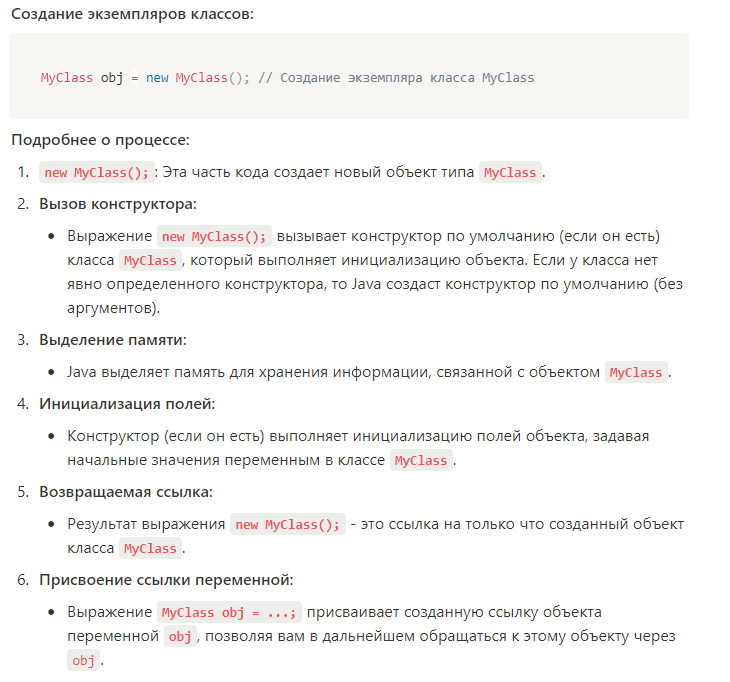 Создание экземпляров классов:
MyClass obj = new MyClass(); // Создание экземпляра класса MyClass
Подробнее о процессе:
1. new MyClass(); : Эта часть кода создает новый объект типа MyClass .
2. Вызов конструктора:
• Выражение new MyClass(); вызывает конструктор по умолчанию (если он есть)
класса MyClass , который выполняет инициализацию объекта. Если у класса нет
явно определенного конструктора, то Java создаст конструктор по умолчанию (без
аргументов).
3. Выделение памяти:
• Java выделяет память для хранения информации, связанной с объектом MyClass .
4. Инициализация полей:
• Конструктор (если он есть) выполняет инициализацию полей объекта, задавая
начальные значения переменным в классе MyClass .
5. Возвращаемая ссылка:
• Результат выражения new MyClass(); - это ссылка на только что созданный объект
класса MyClass .
6. Присвоение ссылки переменной:
• Выражение MyClass obj = ...; присваивает созданную ссылку объекта
переменной obj , позволяя вам в дальнейшем обращаться к этому объекту через
obj .